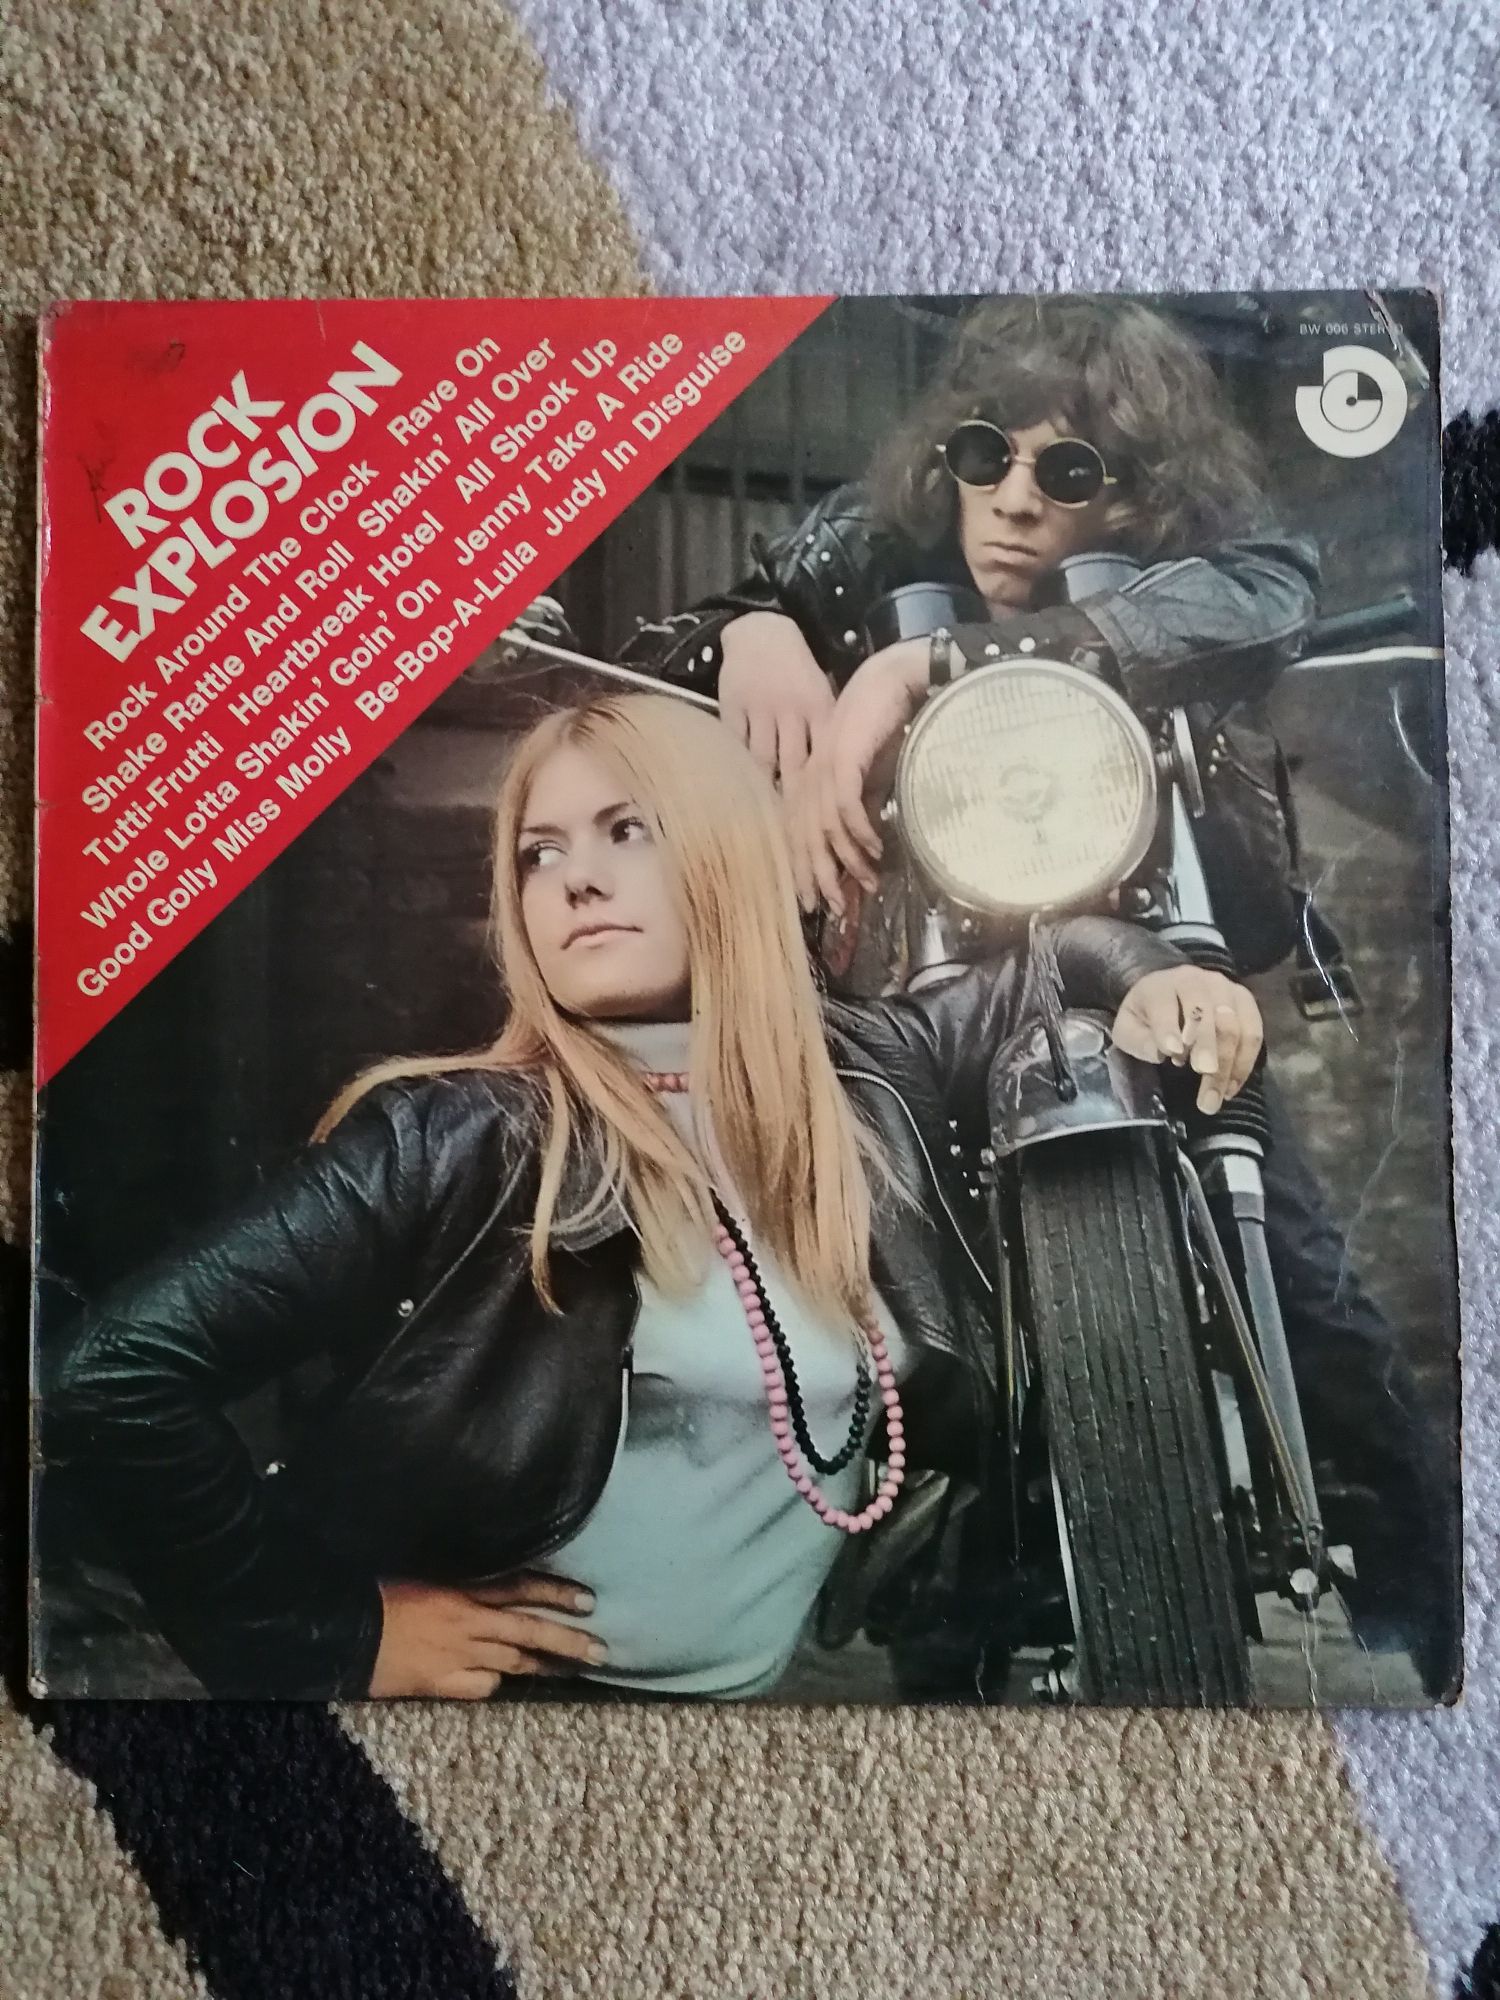 ROCK
EXPLOSION
Rock Around The Clock Rave On
Shake Rattle And Roll Shakin' All Over
Tutti-Frutti Heartbreak Hotel All Shook Up
Whole Lotta Shakin' Goin' On Jenny Take A Ride
Good Golly Miss Molly Be-Bop-A-Lula Judy In Disguise
BW 006 STEREO